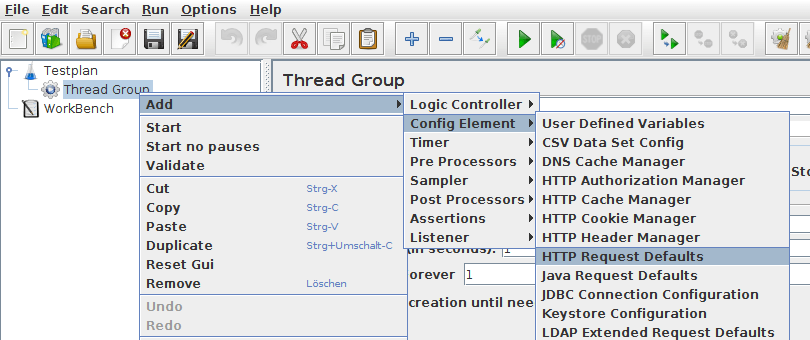 File Edit Search Run Options Help
Testplan
Thread Group
WorkBench
Thread Group
Add
Start
Start no pauses
Validate
Cut Strg-X
Copy Strg-C
Paste Strg-V
Duplicate Strg+Umschalt-C
Reset Gui
Remove Löschen
Undo
Redo
Logic Controller
Config Element
Timer
Pre Processors
Sampler
Post Processors
Assertions
Listener
User Defined Variables
CSV Data Set Config
DNS Cache Manager
HTTP Authorization Manager
HTTP Cache Manager
HTTP Cookie Manager
HTTP Header Manager
HTTP Request Defaults
Java Request Defaults
JDBC Connection Configuration
Keystore Configuration
LDAP Extended Request Defaults
Sto
(in seconds): 1
orever 1
creation until nee